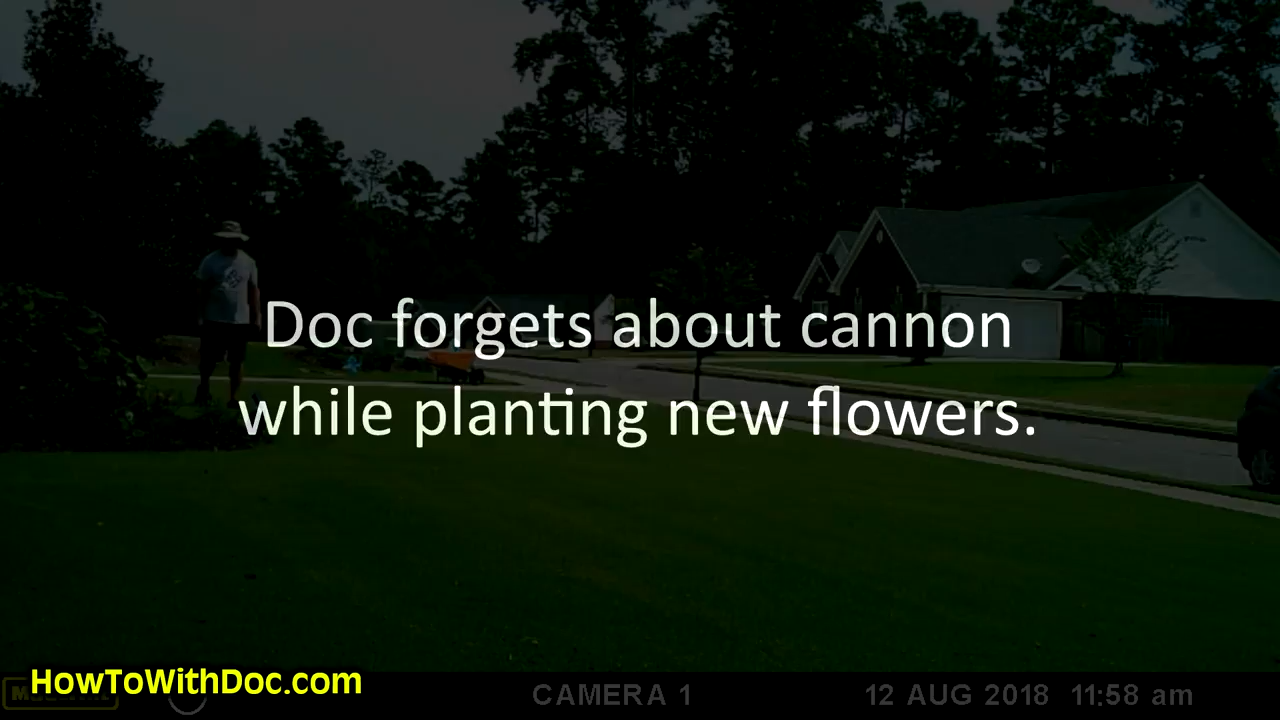 Doc forgets about cannon
while planting new flowers.
HowToWithDoc.com
CAMERA 1
12 AUG 2018 11:58 am